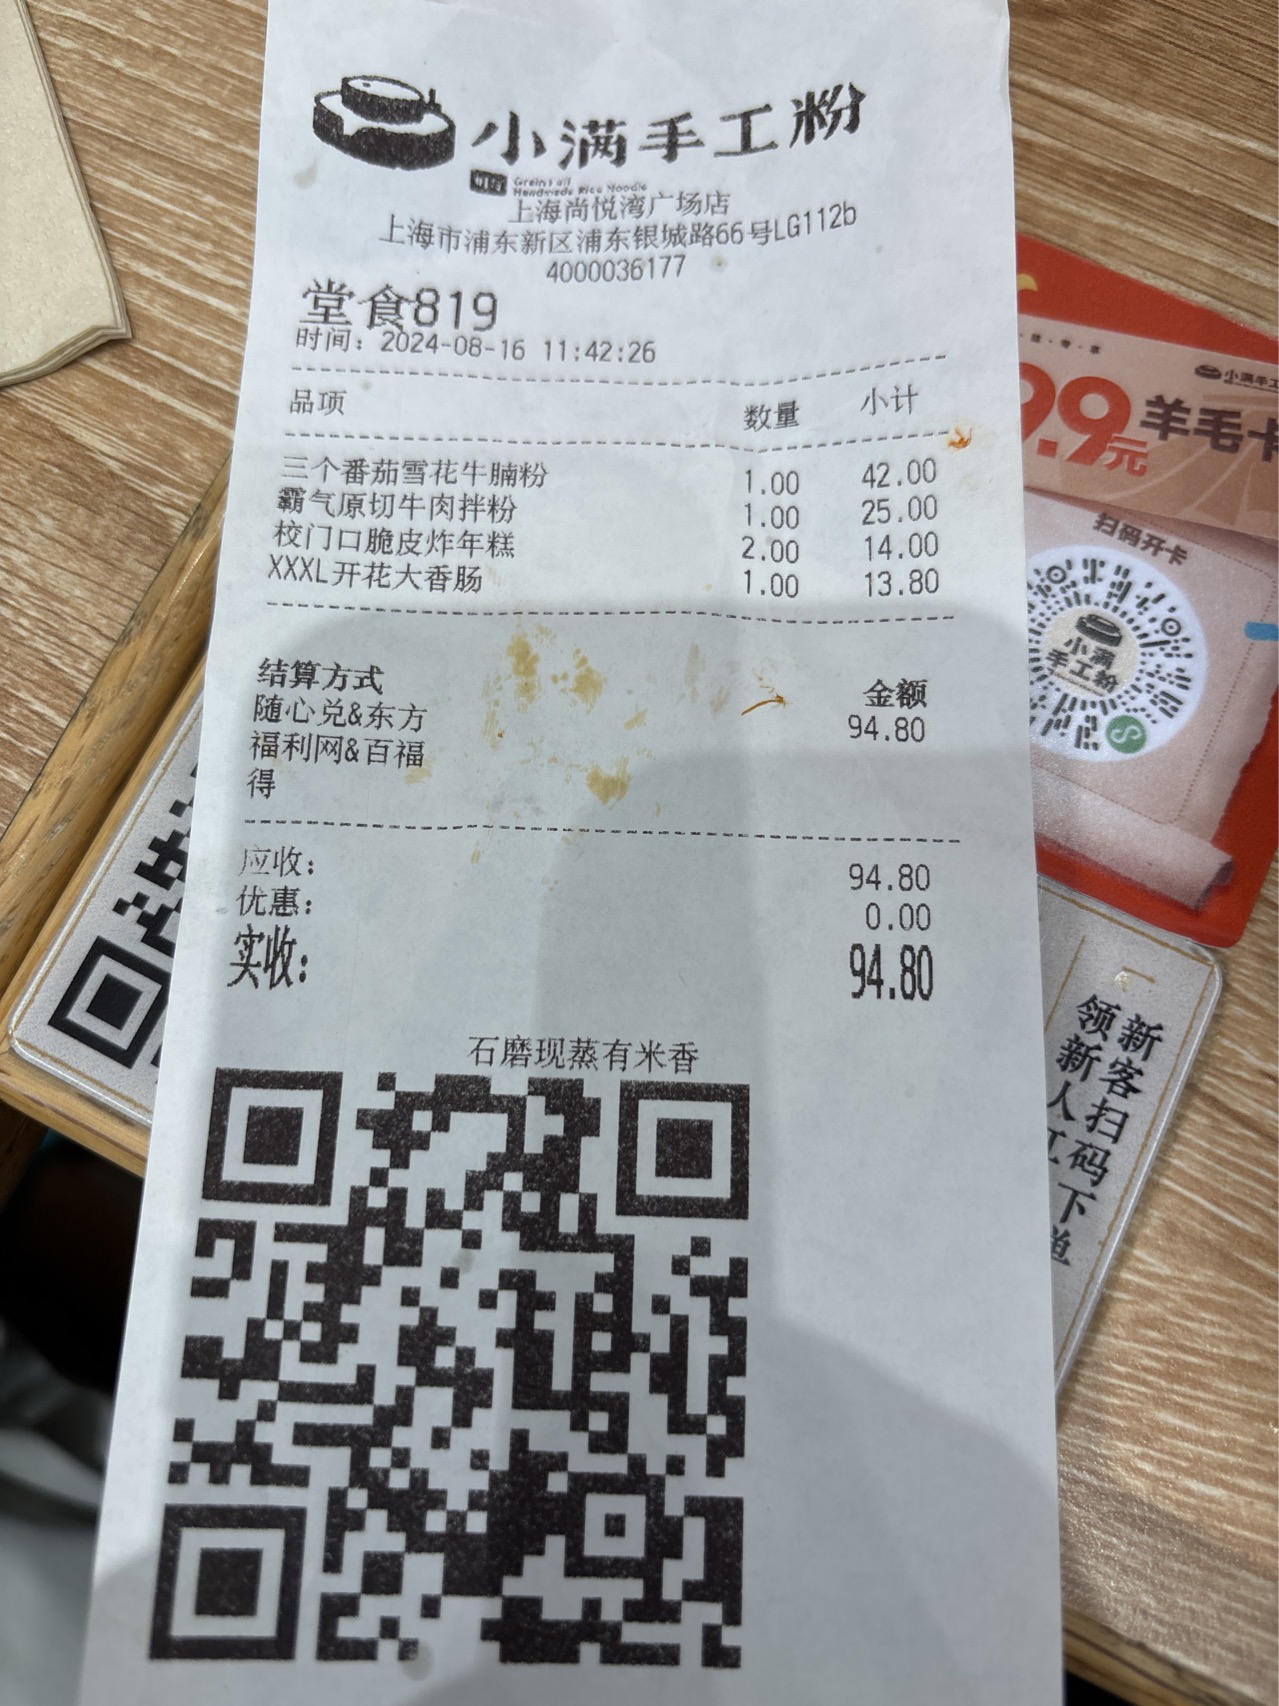 小满手工粉
Handmade Rice Noodle
上海尚悦湾广场店
上海市浦东新区浦东银城路66号LG112b
4000036177
堂食819
时间：2024-08-16 11:42:26
品项 数量 小计
三个番茄雪花牛腩粉 1.00 42.00
霸气原切牛肉拌粉 1.00 25.00
校门口脆皮炸年糕 2.00 14.00
XXXL开花大香肠 1.00 13.80
结算方式 金额
随心兑&东方 94.80
福利网&百福
得
应收： 94.80
优惠： 0.00
实收： 94.80
石磨现蒸有米香
小满手工
9.9元羊毛卡
扫码开卡
小满
手工粉
新客扫码下
领新人